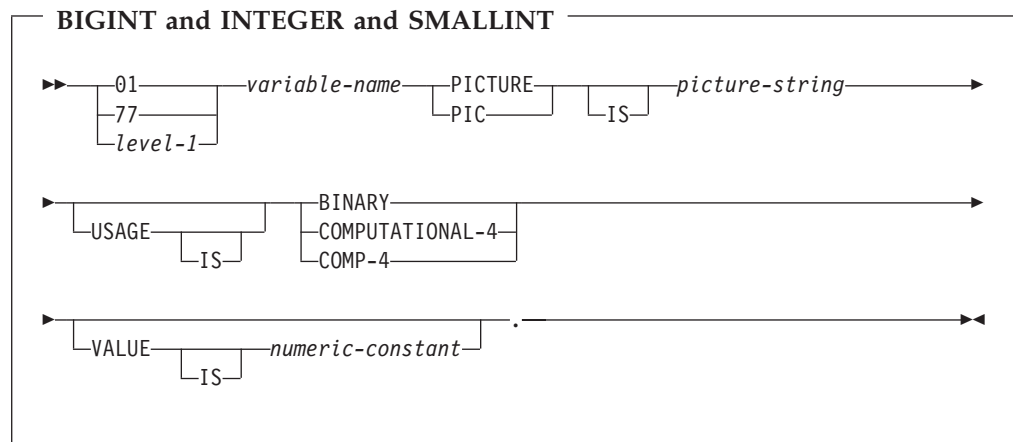 BIGINT and INTEGER and SMALLINT
01 variable-name PICTURE picture-string
77 PIC IS
level-1
BINARY
USAGE COMPUTATIONAL-4
IS COMP-4
.
VALUE numeric-constant
IS